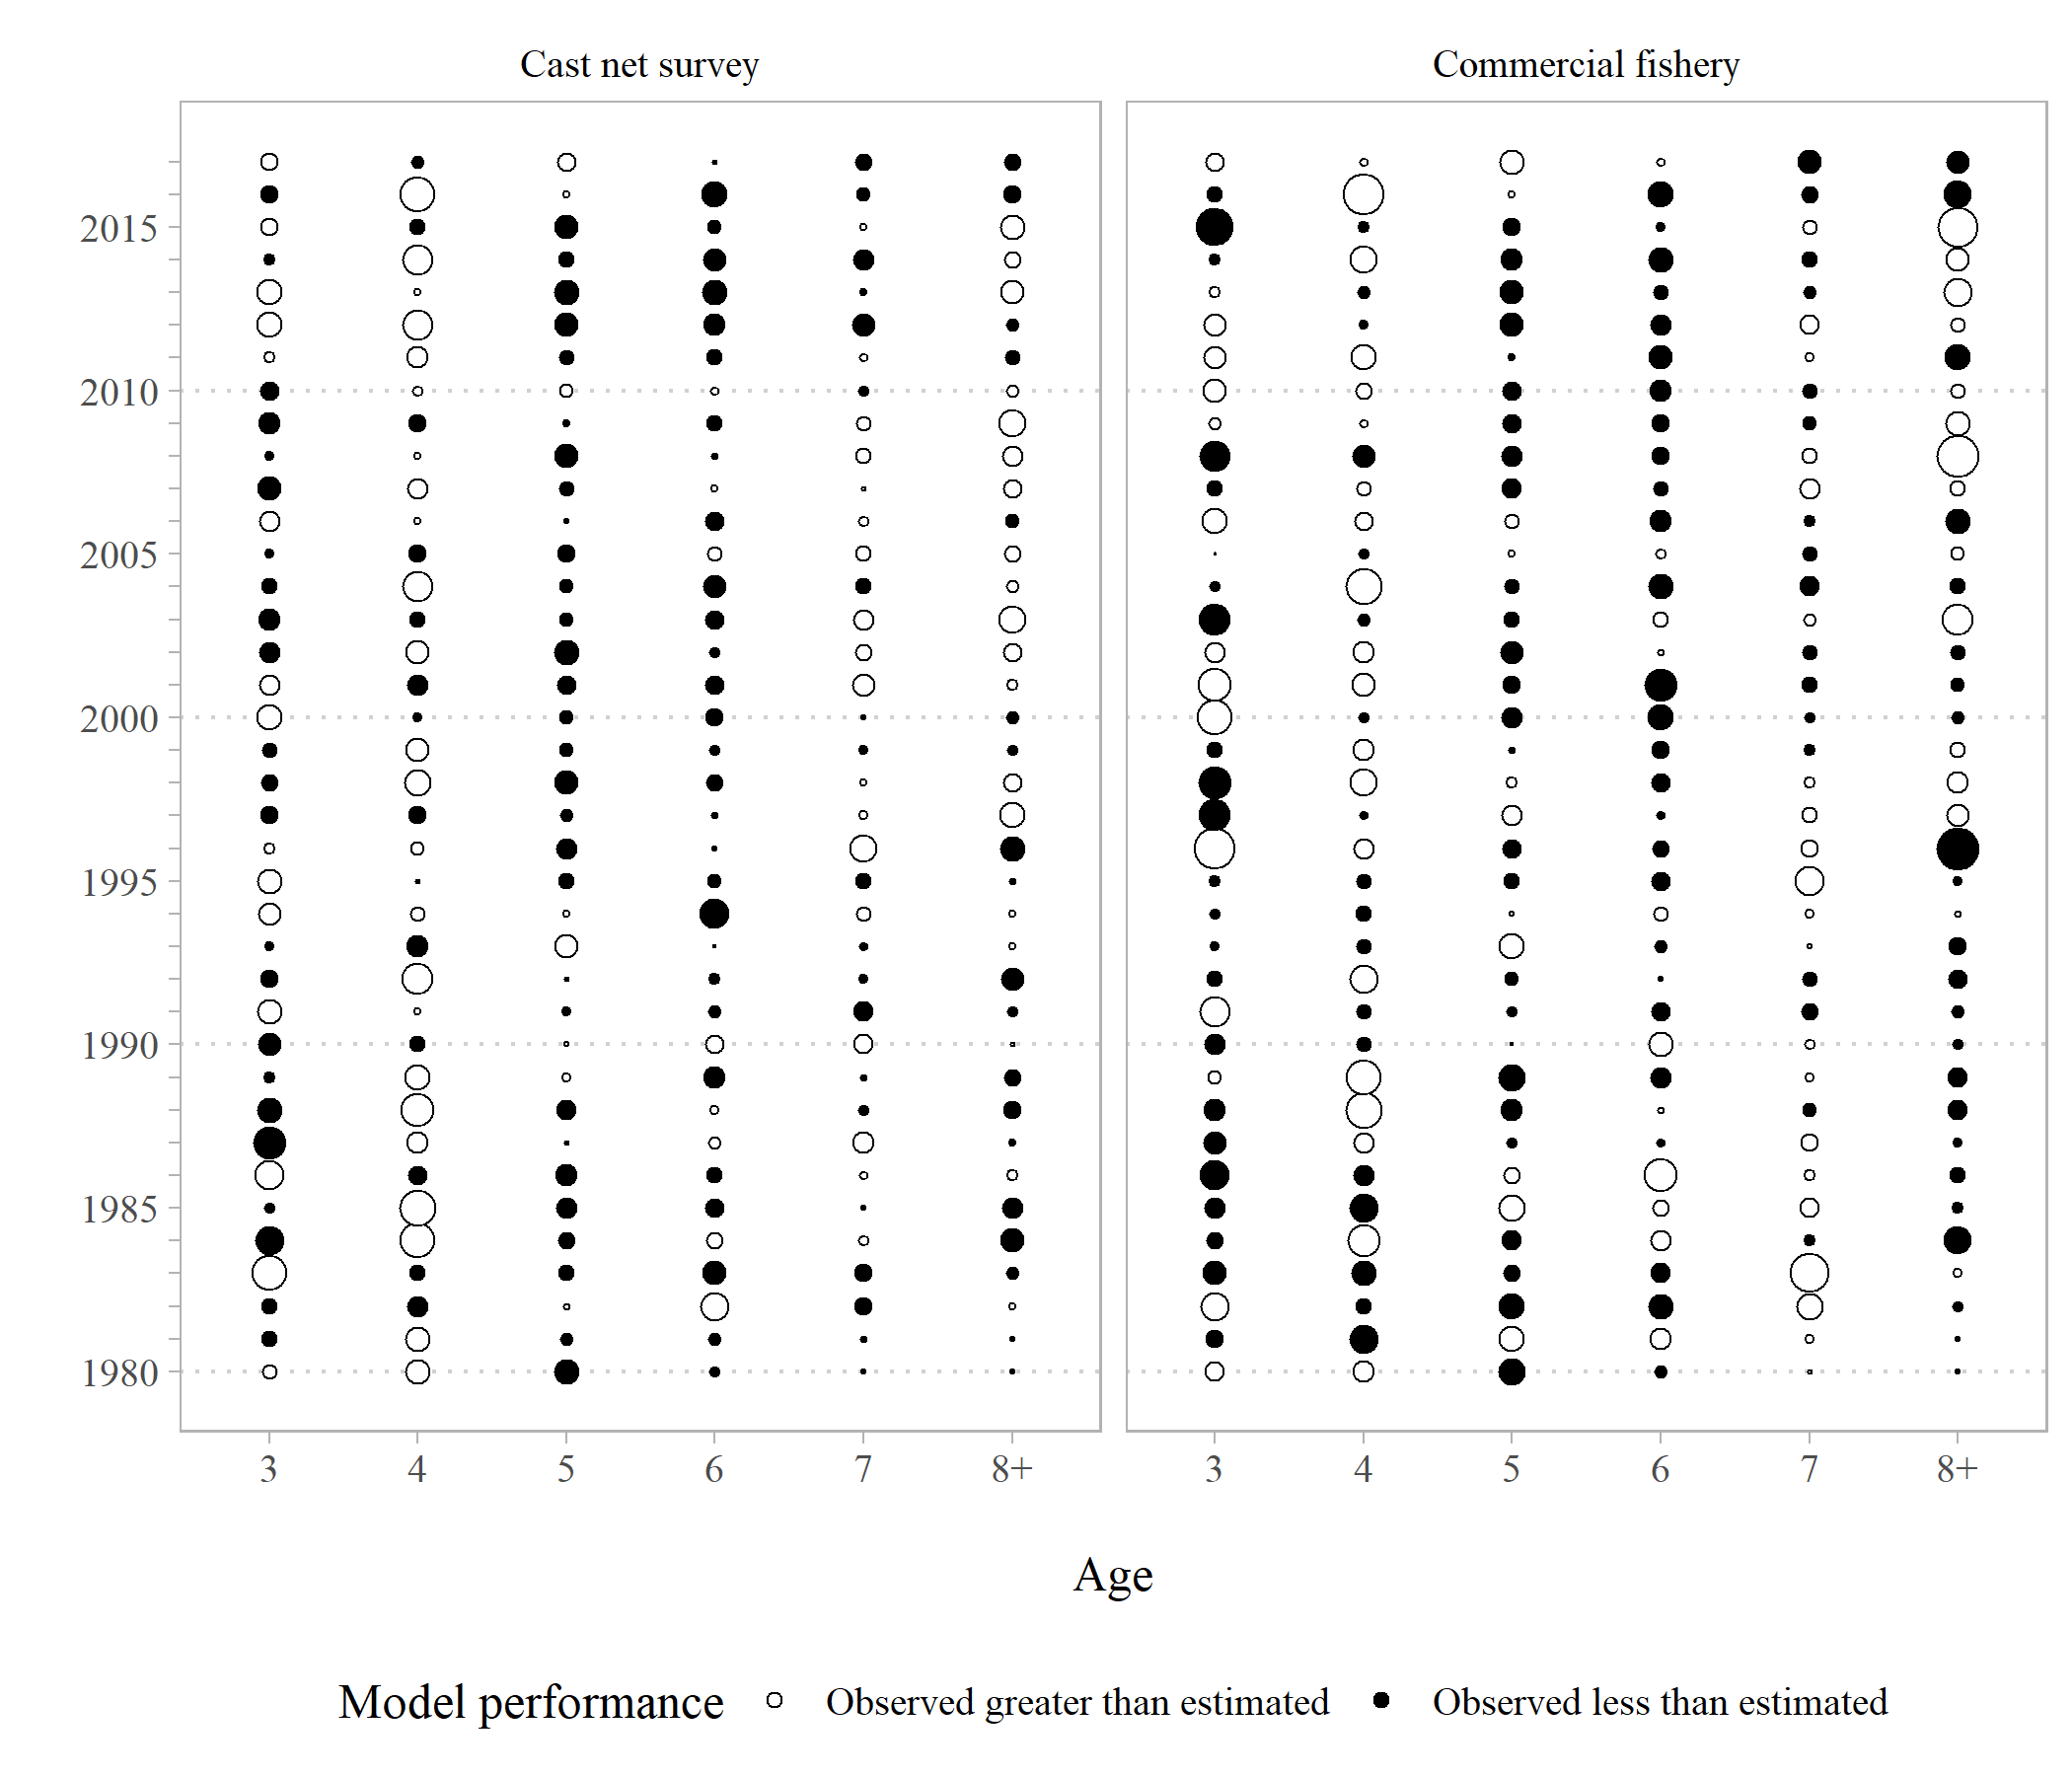 Cast net survey Commercial fishery
2015
2010
2005
2000
1995
1990
1985
1980
3 4 5 6 7 8+ 3 4 5 6 7 8+
Age
Model performance Observed greater than estimated Observed less than estimated